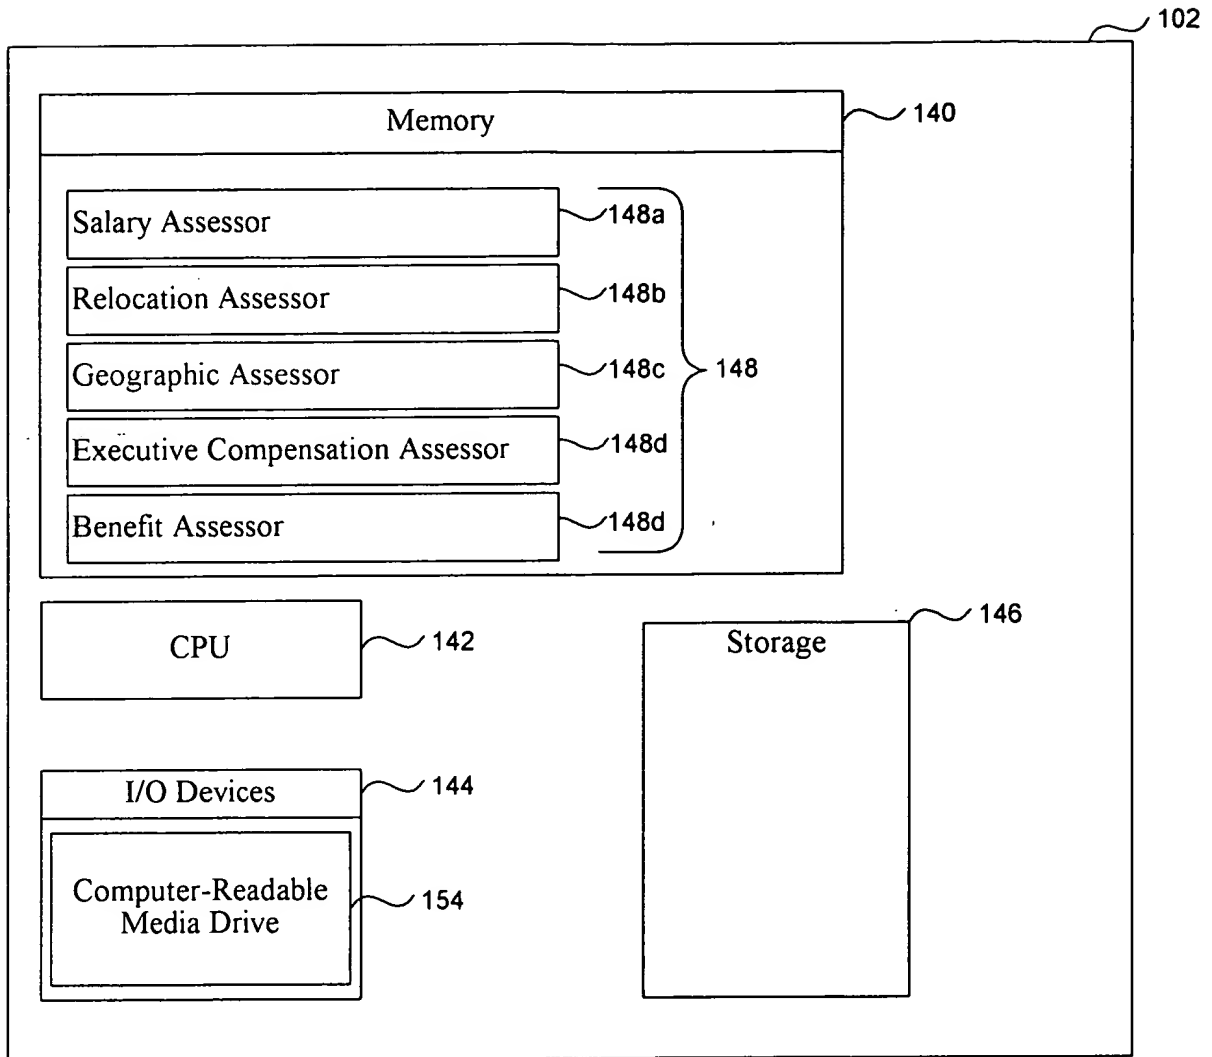 102
Memory
140
Salary Assessor
148a
Relocation Assessor
148b
Geographic Assessor
148c
148
Executive Compensation Assessor
148d
Benefit Assessor
148d
CPU
142
Storage
146
I/O Devices
144
Computer-Readable
Media Drive
154